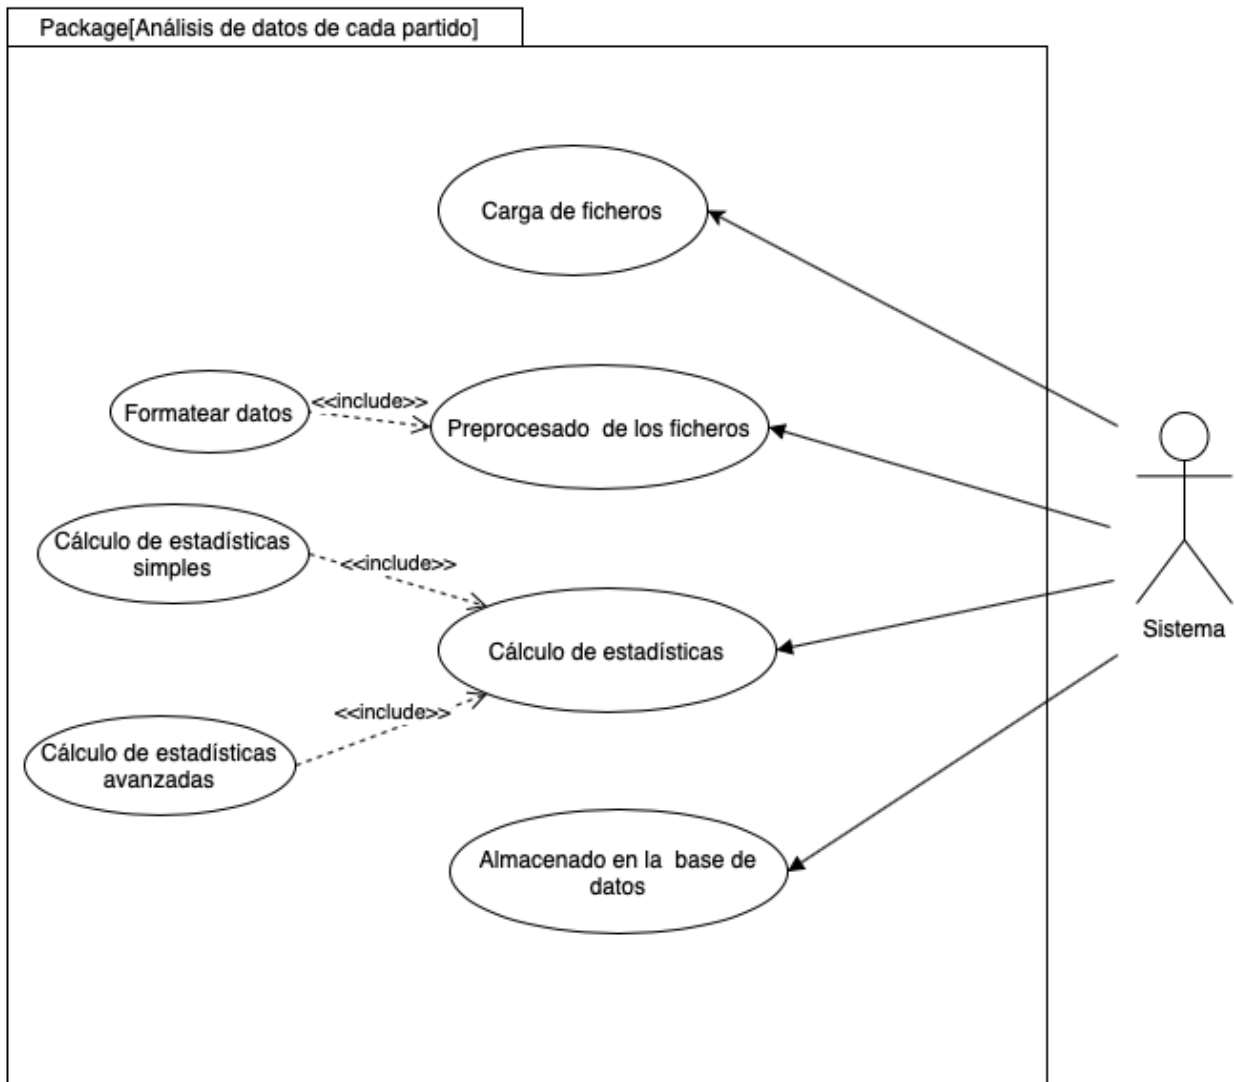 Package[Análisis de datos de cada partido]
Carga de ficheros
<<include>>
Formatear datos
Preprocesado  de los ficheros
Cálculo de estadísticas
simples
<<include>>
Sistema
Cálculo de estadísticas
<<include>>
Cálculo de estadísticas
avanzadas
Almacenado en la  base de
datos